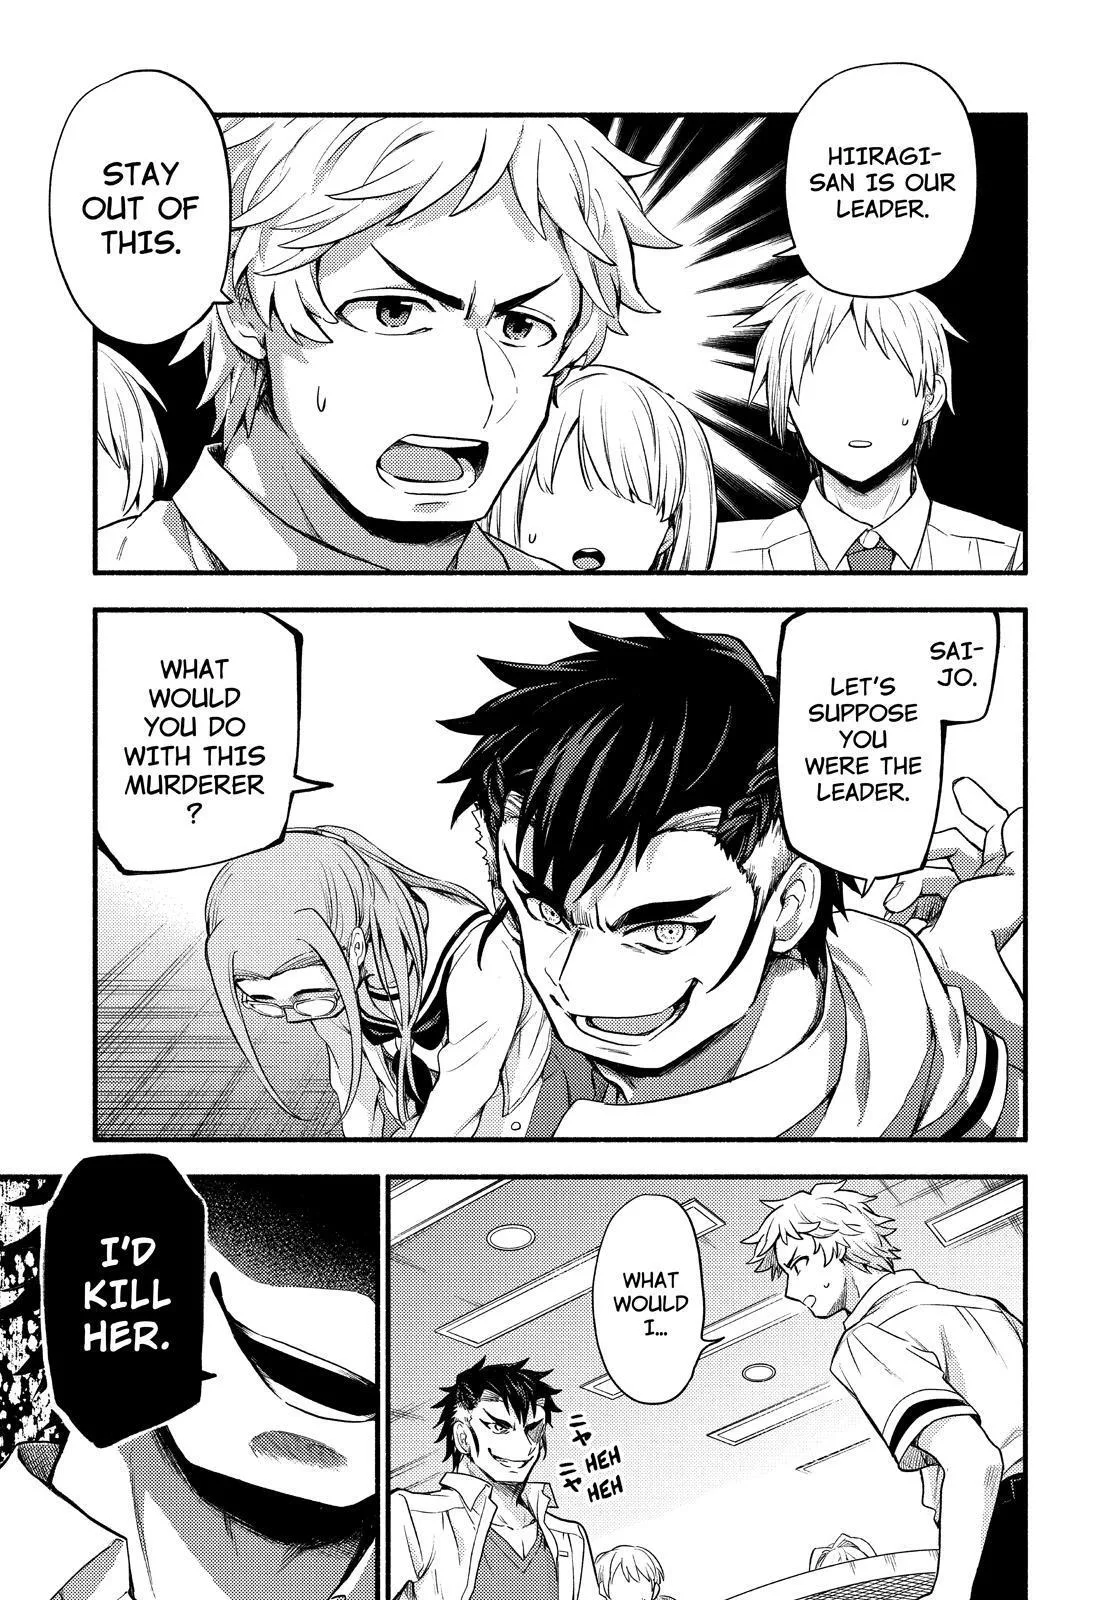 HIIRAGI-
SAN IS OUR
LEADER.
STAY
OUT OF
THIS.
SAI-
JO.
LET'S
SUPPOSE
YOU
WERE THE
LEADER.
WHAT
WOULD
YOU DO
WITH THIS
MURDERER
?
WHAT
WOULD
I...
ニヤ
HEH
ニヤ
HEH
I'D
KILL
HER.